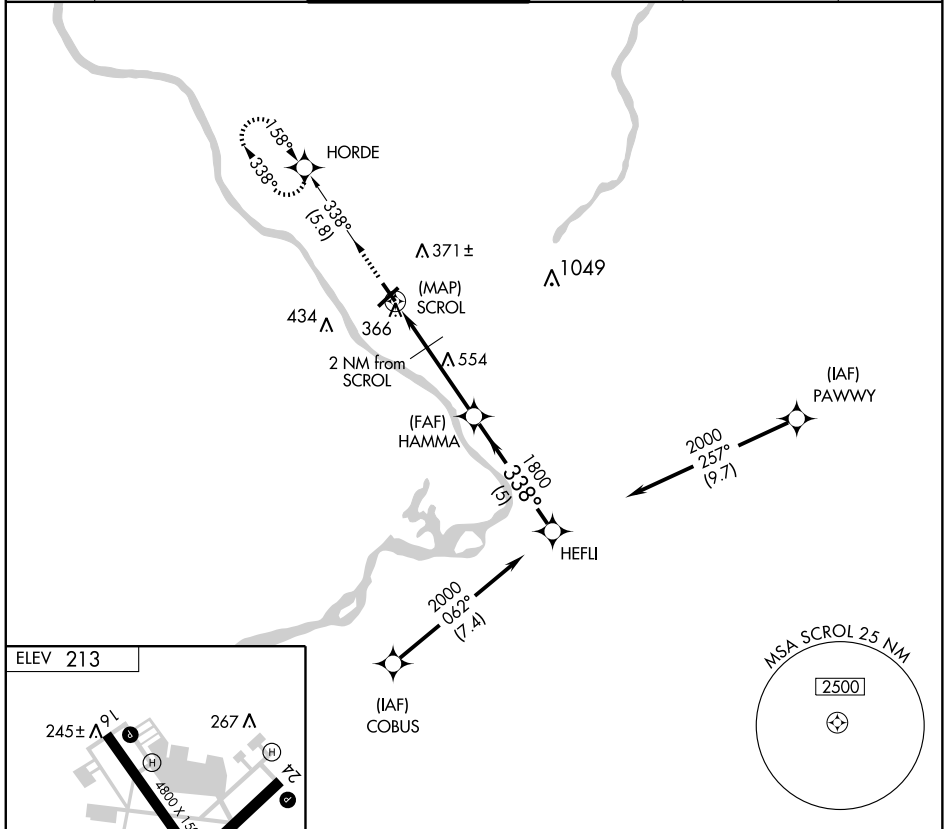 158°
HORDE
338°
338°
(5.8)
371±
1049
(MAP)
SCROL
434
366
2 NM from
SCROL
554
(IAF)
PAWWY
(FAF)
HAMMA
2000
257°
(9.7)
1800
338°
(5)
HEFLI
2000
062°
(7.4)
(IAF)
COBUS
MSA SCROL 25 NM
2500
ELEV 213
245±
16
P
267
H
H
24
P
4800 X 15